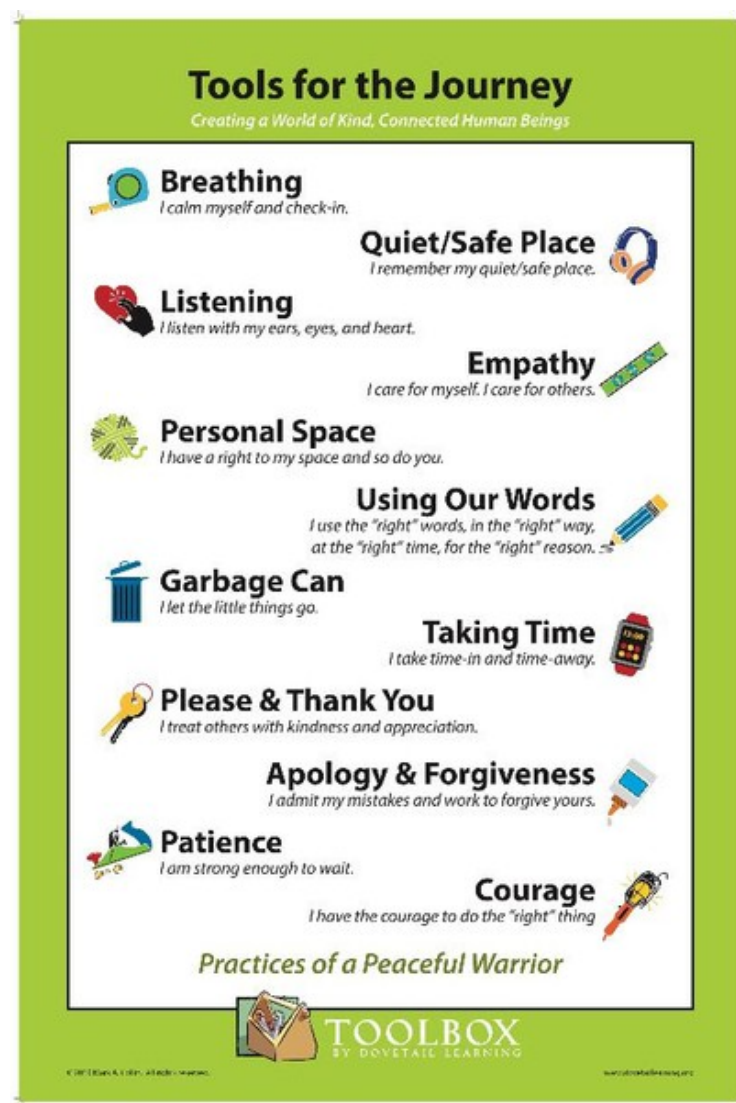 Tools for the Journey
Creating a World of Kind, Connected Human Beings
Breathing
I calm myself and check-in.
Quiet/Safe Place
I remember my quiet/safe place.
Listening
I listen with my ears, eyes, and heart.
Empathy
I care for myself. I care for others.
Personal Space
I have a right to my space and so do you.
Using Our Words
I use the "right" words, in the "right" way,
at the "right" time, for the "right" reason.
Garbage Can
I let the little things go.
Taking Time
I take time-in and time-away.
Please & Thank You
I treat others with kindness and appreciation.
Apology & Forgiveness
I admit my mistakes and work to forgive yours.
Patience
I am strong enough to wait.
Courage
I have the courage to do the "right" thing
Practices of a Peaceful Warrior
TOOLBOX
BY DOVETAIL LEARNING